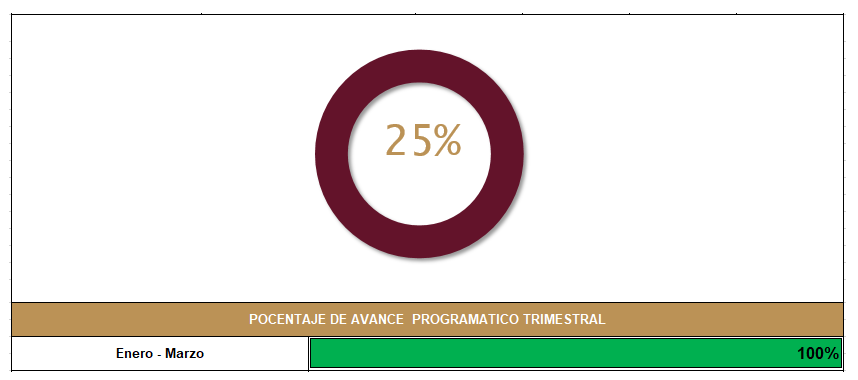 25%
POCENTAJE DE AVANCE PROGRAMATICO TRIMESTRAL
Enero - Marzo
100%